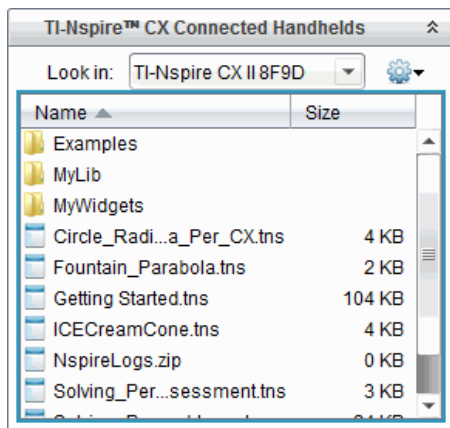 TI-Nspire™ CX Connected Handhelds
Look in: TI-Nspire CX II 8F9D
Name Size
Examples
MyLib
MyWidgets
Circle_Radi...a_Per_CX.tns 4 KB
Fountain_Parabola.tns 2 KB
Getting Started.tns 104 KB
ICECreamCone.tns 4 KB
NspireLogs.zip 0 KB
Solving_Per...sessment.tns 3 KB